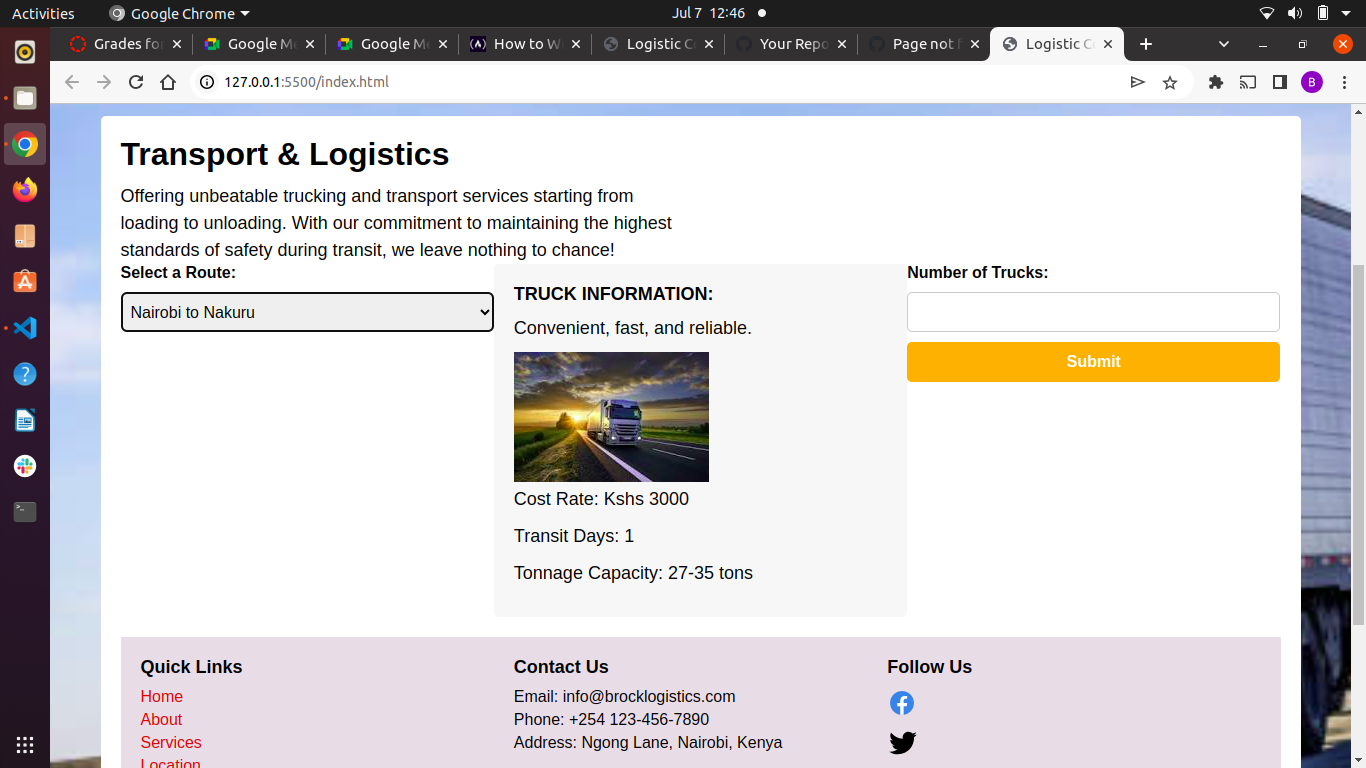 Activities
Google Chrome
Jul 7 12:46
Grades for
Google Me
Google Me
How to W
Logistic C
Your Repo
Page not f
Logistic C
127.0.0.1:5500/index.html
B
Transport & Logistics
Offering unbeatable trucking and transport services starting from
loading to unloading. With our commitment to maintaining the highest
standards of safety during transit, we leave nothing to chance!
Select a Route:
Nairobi to Nakuru
TRUCK INFORMATION:
Convenient, fast, and reliable.
Cost Rate: Kshs 3000
Transit Days: 1
Tonnage Capacity: 27-35 tons
Number of Trucks:
Submit
Quick Links
Home
About
Services
Location
Contact Us
Email: info@brocklogistics.com
Phone: +254 123-456-7890
Address: Ngong Lane, Nairobi, Kenya
Follow Us